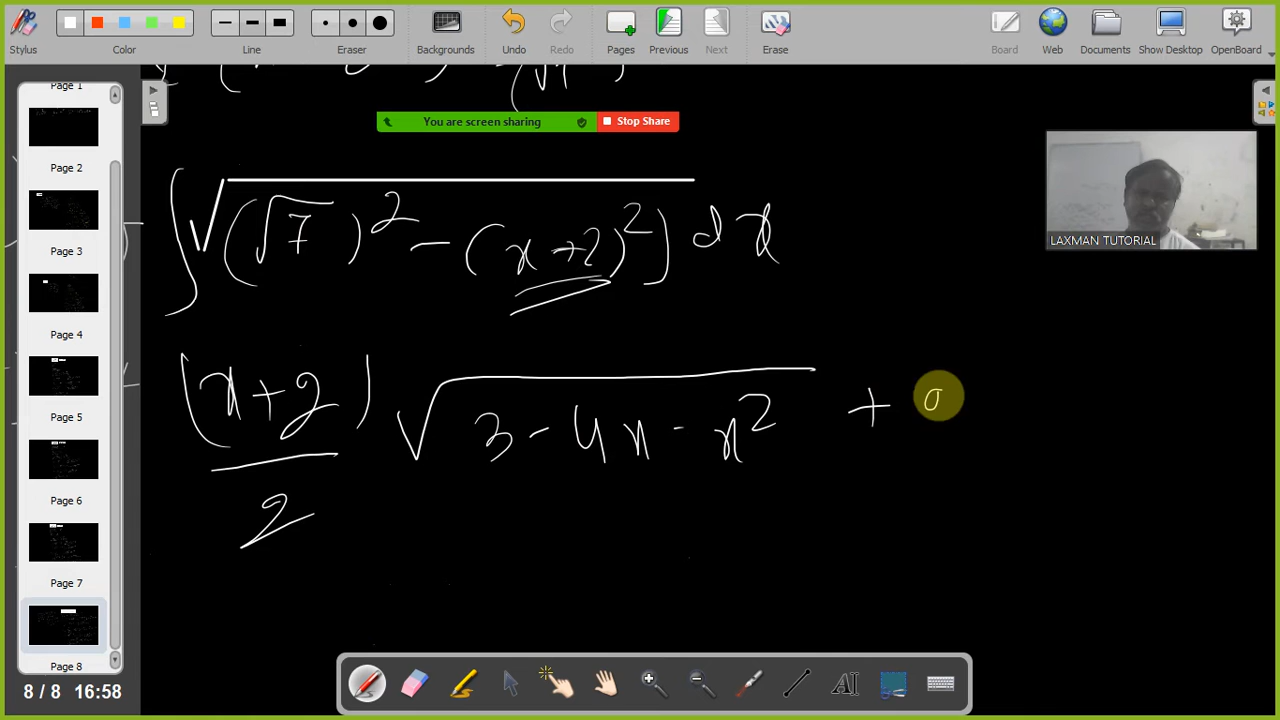 Stylus
Color
Line
Eraser
Backgrounds
Undo
Redo
Pages
Previous
Next
Erase
Board
Web
Documents
Show Desktop
OpenBoard
Page 1
Page 2
Page 3
Page 4
Page 5
Page 6
Page 7
Page 8
8 / 8 16:58
You are screen sharing
Stop Share
LAXMAN TUTORIAL
∫√((√7)² - (x+2)²] dx
(x+2)/2 √(3 - 4x - x²) + a
AI